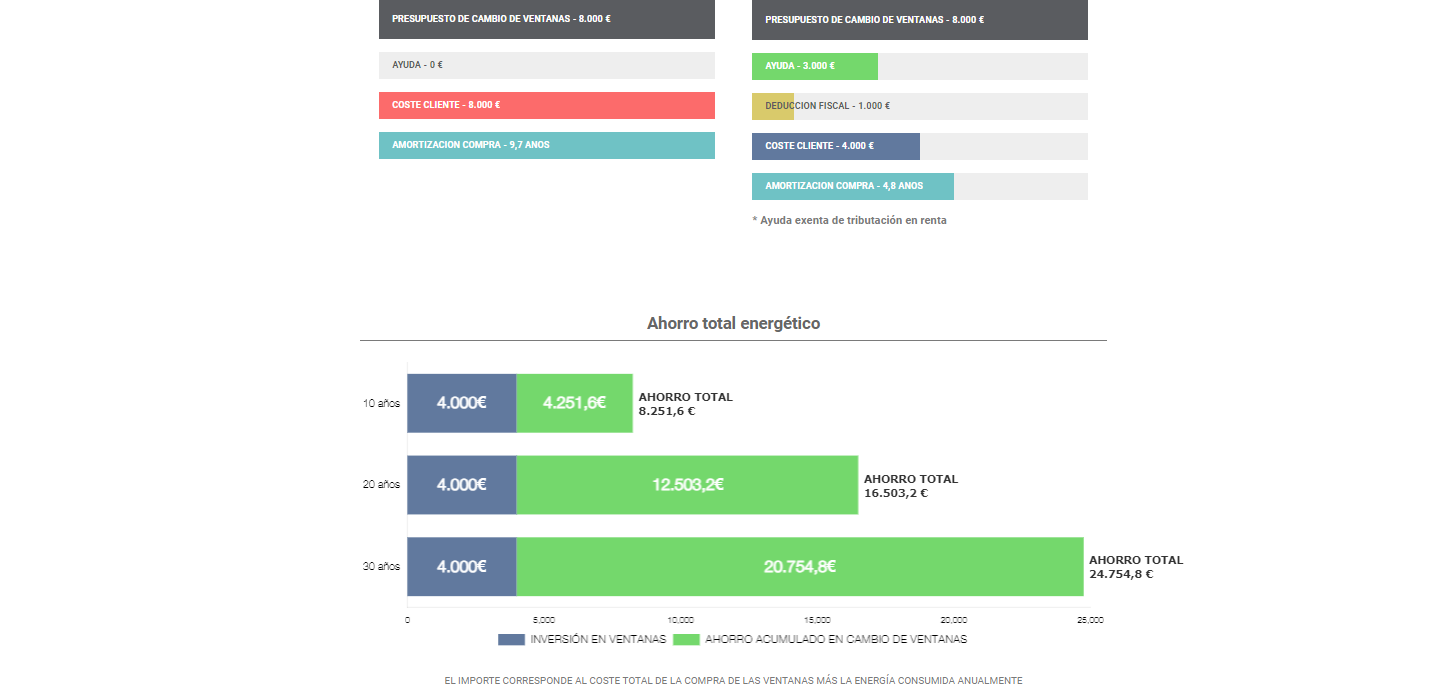 PRESUPUESTO DE CAMBIO DE VENTANAS - 8.000 €
AYUDA - 0 €
COSTE CLIENTE - 8.000 €
AMORTIZACION COMPRA - 9,7 ANOS
PRESUPUESTO DE CAMBIO DE VENTANAS - 8.000 €
AYUDA - 3.000 €
DEDUCCION FISCAL - 1.000 €
COSTE CLIENTE - 4.000 €
AMORTIZACION COMPRA - 4,8 ANOS
* Ayuda exenta de tributación en renta
Ahorro total energético
10 años 4.000€ 4.251,6€ AHORRO TOTAL
8.251,6 €
20 años 4.000€ 12.503,2€ AHORRO TOTAL
16.503,2 €
30 años 4.000€ 20.754,8€ AHORRO TOTAL
24.754,8 €
0 5,000 10,000 15,000 20,000 25,000
INVERSIÓN EN VENTANAS AHORRO ACUMULADO EN CAMBIO DE VENTANAS
EL IMPORTE CORRESPONDE AL COSTE TOTAL DE LA COMPRA DE LAS VENTANAS MÁS LA ENERGÍA CONSUMIDA ANUALMENTE